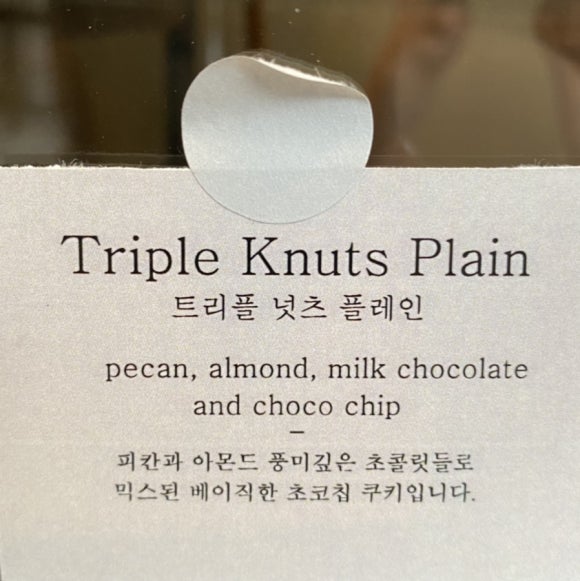 Triple Knuts Plain
트리플 넛츠 플레인
pecan, almond, milk chocolate
and choco chip
–
피칸과 아몬드 풍미깊은 초콜릿들로
믹스된 베이직한 초코칩 쿠키입니다.